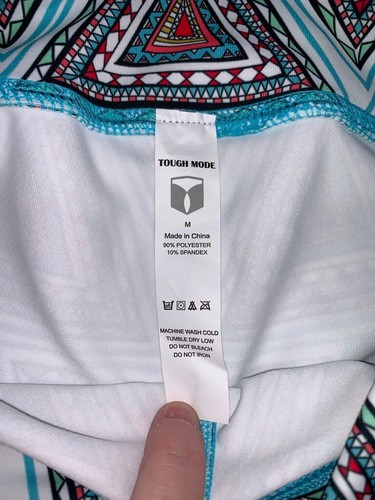 TOUGH MODE
M
Made in China
90% POLYESTER
10% SPANDEX
MACHINE WASH COLD
TUMBLE DRY LOW
DO NOT BLEACH
DO NOT IRON